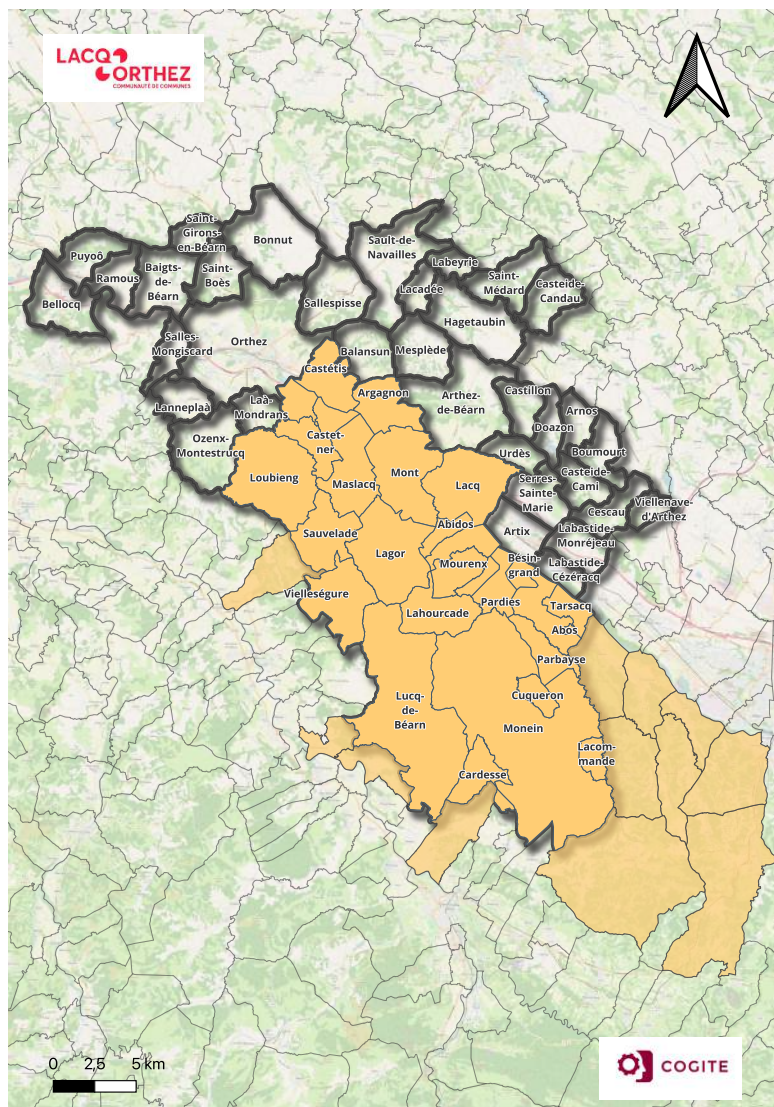 LACQ
ORTHEZ
COMMUNAUTÉ DE COMMUNES
Saint-
Girons-
en-Béarn
Bonnut
Sault-de-
Navailles
Puyoô
Labeyrie
Ramous
Baigts-
de-
Béarn
Saint-
Boès
Saint-
Médard
Casteide-
Candau
Lacadée
Bellocq
Sallespisse
Hagetaubin
Salles-
Mongiscard
Orthez
Balansun
Mesplède
Castétis
Argagnon
Arthez-
de-Béarn
Castillon
Lanneplaà
Laà-
Mondrans
Arnos
Doazon
Ozenx-
Montestrucq
Castet-
ner
Urdès
Boumourt
Loubieng
Maslacq
Mont
Lacq
Serres-
Sainte-
Marie
Casteide-
Cami
Viellenave-
d'Arthez
Cescau
Sauvelade
Abidos
Artix
Labastide-
Monréjeau
Lagor
Mourenx
Bésin-
grand
Labastide-
Cézéracq
Vielleségure
Lahourcade
Pardies
Tarsacq
Abos
Parbayse
Lucq-
de-
Béarn
Cuqueron
Monein
Lacom-
mande
Cardesse
0 2,5 5 km
COGITE